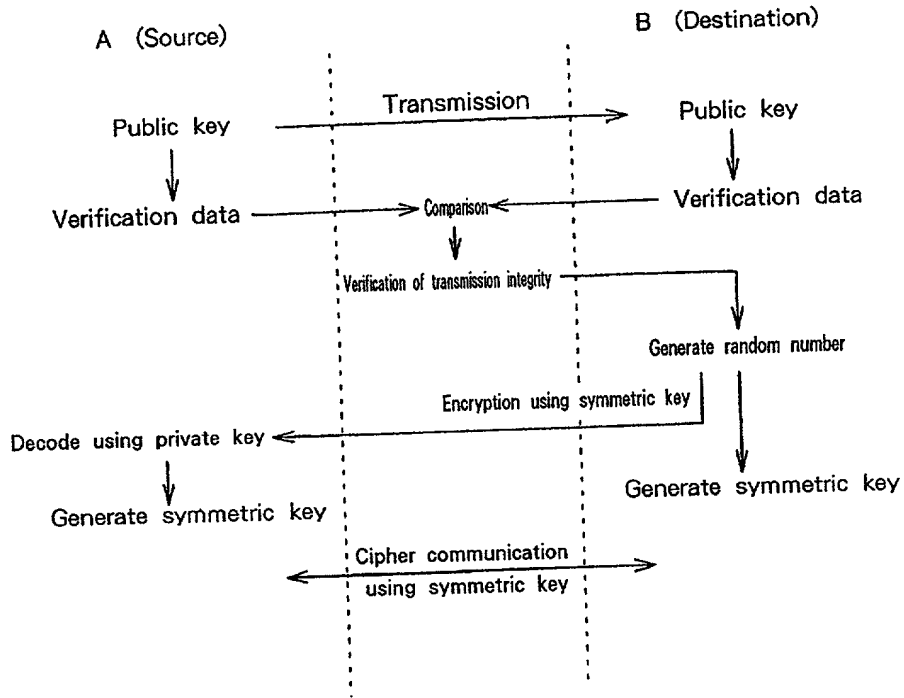 A (Source)
B (Destination)
Transmission
Public key
Public key
Verification data
Comparison
Verification data
Verification of transmission integrity
Generate random number
Encryption using symmetric key
Decode using private key
Generate symmetric key
Generate symmetric key
Cipher communication
using symmetric key